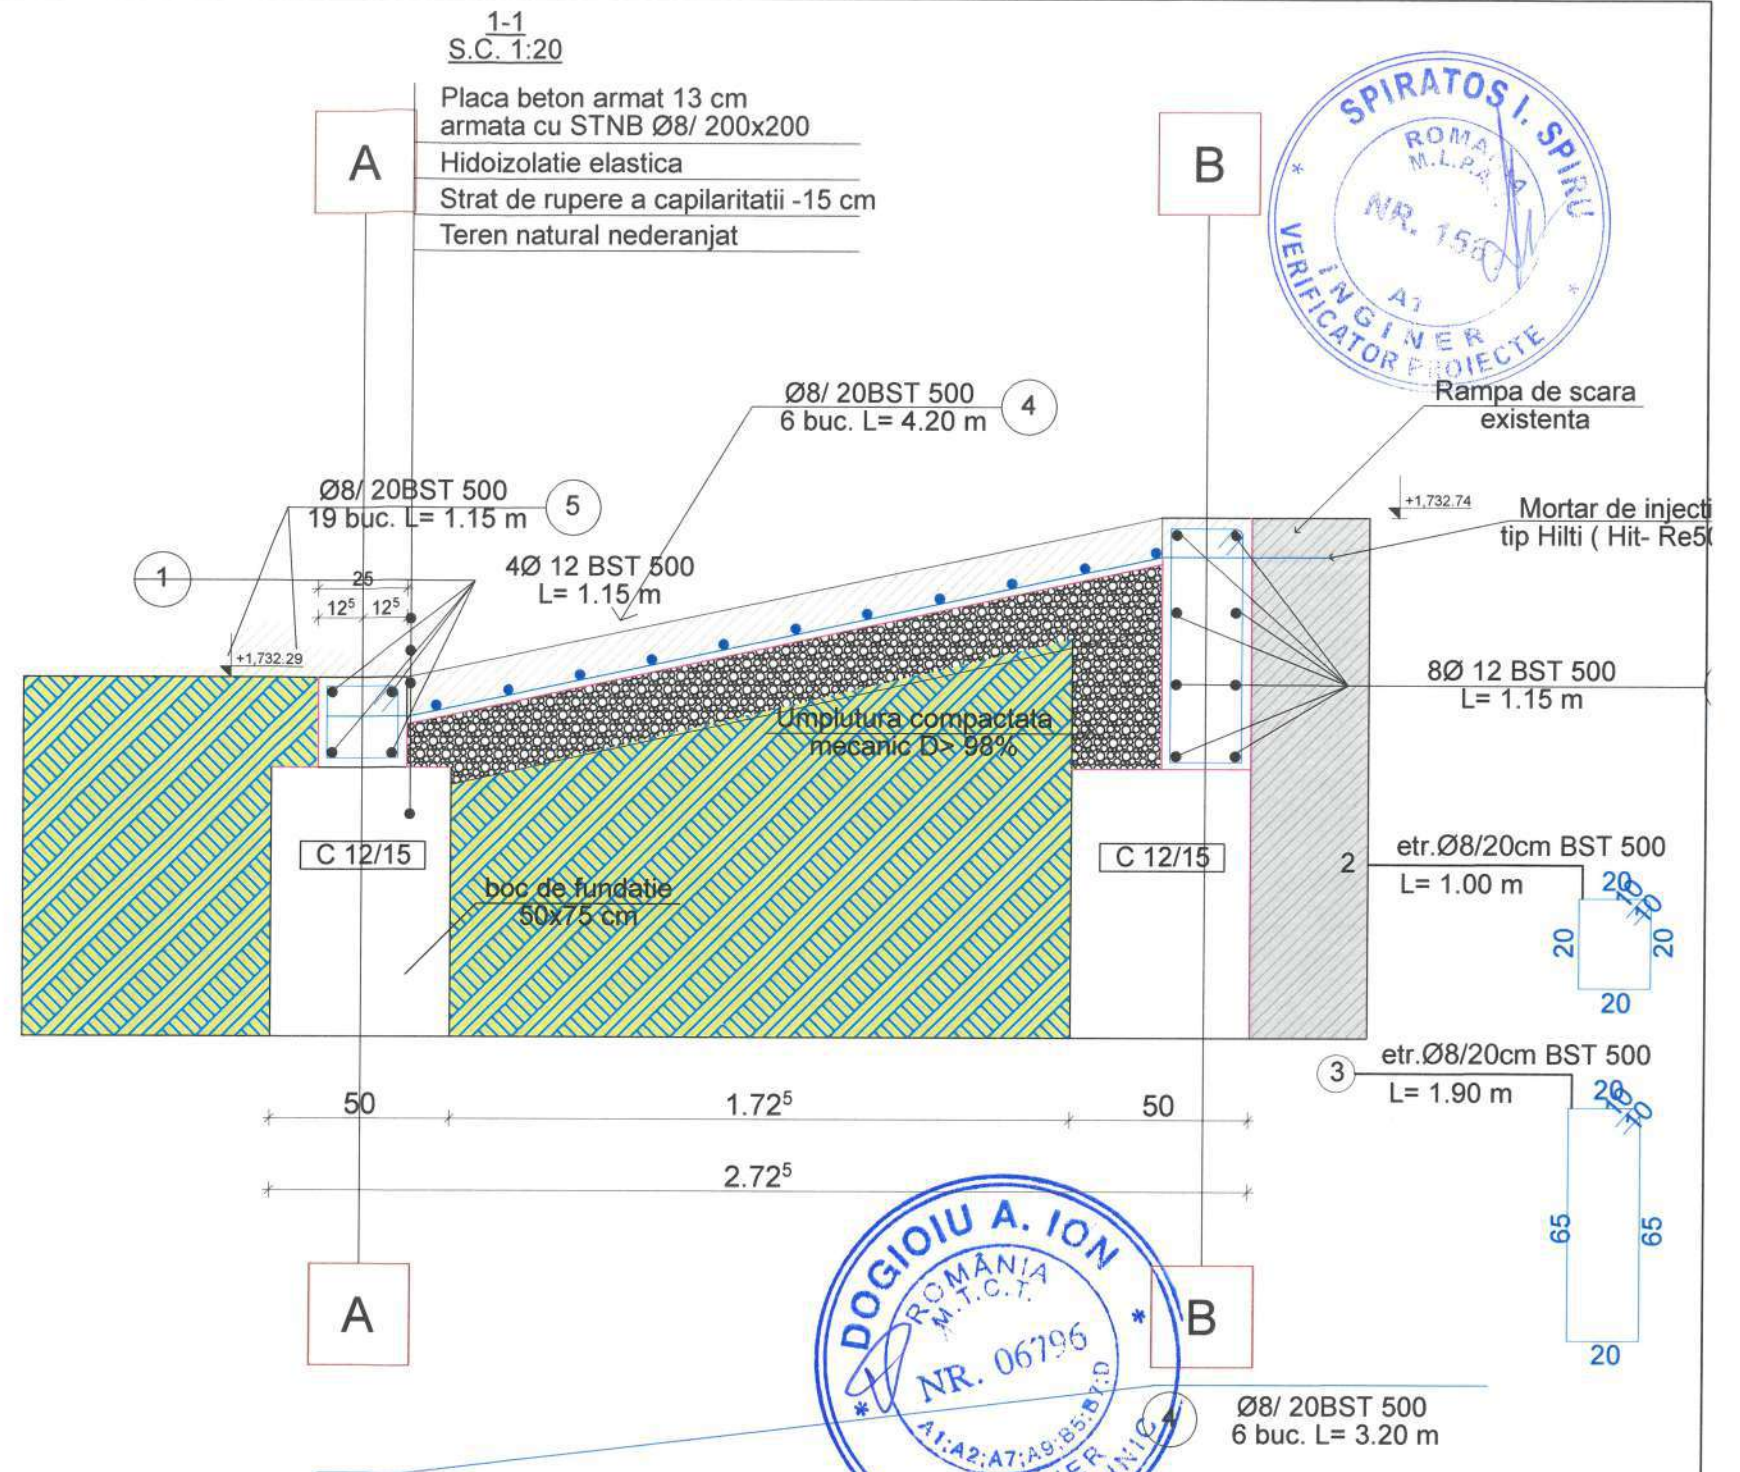 1-1
S.C. 1:20
Placa beton armat 13 cm
armata cu STNB Ø8/ 200x200
Hidoizolatie elastica
Strat de rupere a capilaritatii -15 cm
Teren natural nederanjat
A
B
SPIRATOS I. SPIRU
M.L.P.A.
NR.
A1
INGINER
VERIFICATOR PROIECTE
Ø8/ 20BST 500
6 buc. L= 4.20 m
4
Rampa de scara
existenta
Ø8/ 20BST 500
19 buc. L= 1.15 m
5
+1,732.74
Mortar de injecti
tip Hilti ( Hit- Re5
1
25
12⁵ 12⁵
4Ø 12 BST 500
L= 1.15 m
+1,732.29
8Ø 12 BST 500
L= 1.15 m
Umplutura compactata
mecanic D> 98%
C 12/15
C 12/15
boc de fundatie
50x75 cm
2
etr.Ø8/20cm BST 500
L= 1.00 m
20
10
10
20
20
20
3
etr.Ø8/20cm BST 500
L= 1.90 m
20
10
10
65
65
20
50
1.72⁵
50
2.72⁵
A
B
DOGIOIU A. ION
ROMÂNIA
M.T.C.T.
NR. 06796
A1;A2;A7;A9;B5;B7;D
4
Ø8/ 20BST 500
6 buc. L= 3.20 m